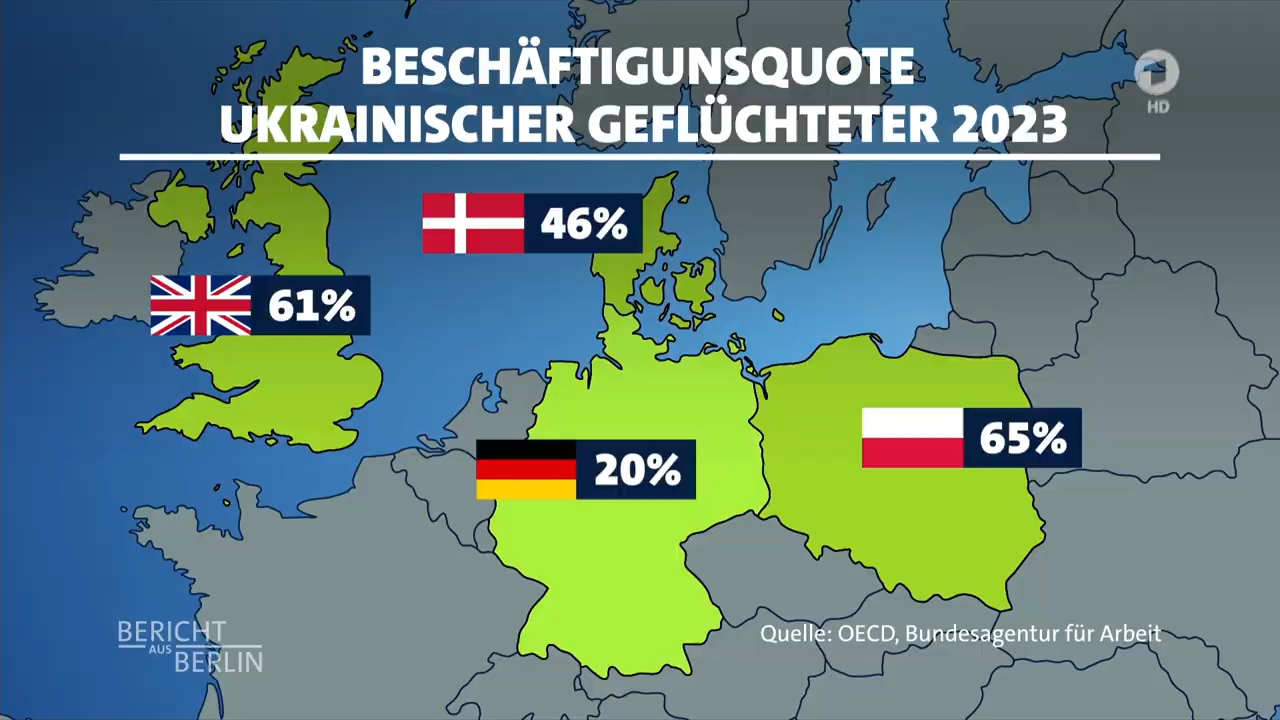 BESCHÄFTIGUNSQUOTE
UKRAINISCHER GEFLÜCHTETER 2023
HD
46%
61%
65%
20%
Quelle: OECD, Bundesagentur für Arbeit
BERICHT
AUS
BERLIN